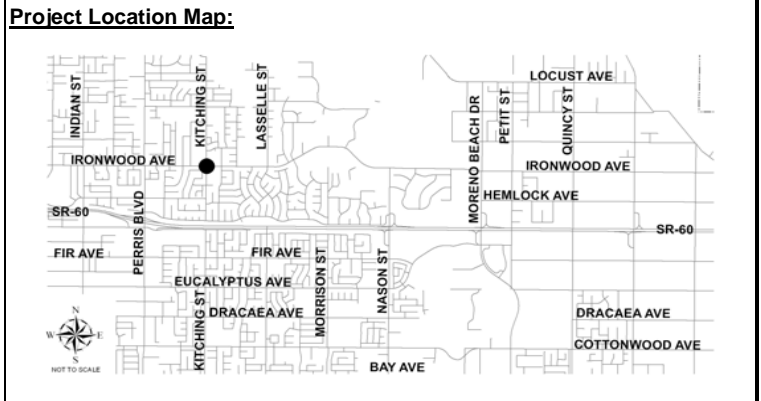 Project Location Map:
LOCUST AVE
INDIAN ST
KITCHING ST
LASSELLE ST
MORENO BEACH DR
PETIT ST
QUINCY ST
IRONWOOD AVE
IRONWOOD AVE
HEMLOCK AVE
PERRIS BLVD
SR-60
SR-60
FIR AVE
FIR AVE
MORRISON ST
NASON ST
EUCALYPTUS AVE
KITCHING ST
DRACAEA AVE
DRACAEA AVE
N
W E
S
NOT TO SCALE
COTTONWOOD AVE
BAY AVE